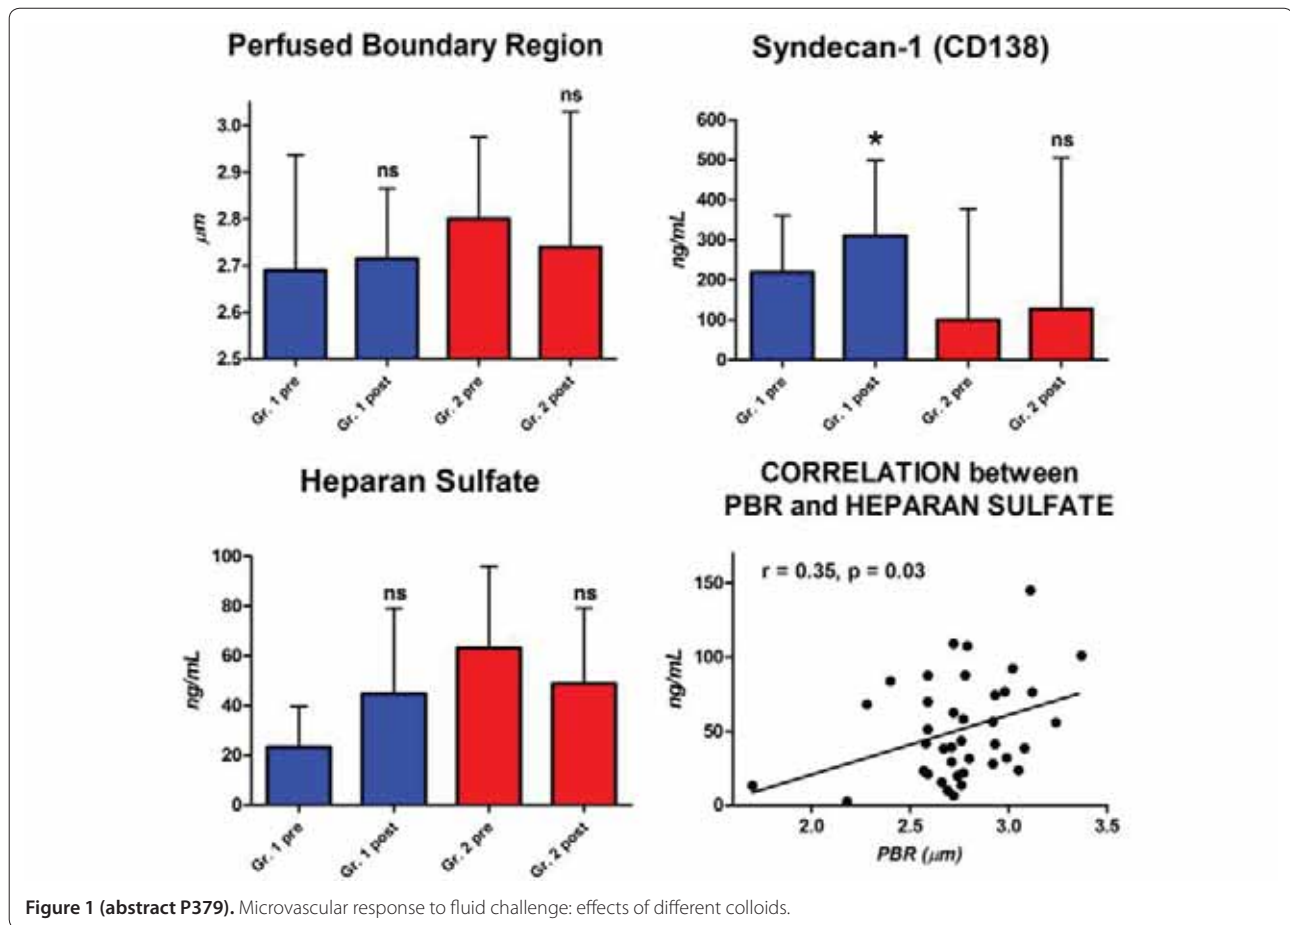 Perfused Boundary Region
3.0
2.9
2.8
2.7
2.6
2.5
μm
ns
ns
Gr. 1 pre
Gr. 1 post
Gr. 2 pre
Gr. 2 post
Syndecan-1 (CD138)
600
500
400
300
200
100
0
ng/mL
*
ns
Gr. 1 pre
Gr. 1 post
Gr. 2 pre
Gr. 2 post
Heparan Sulfate
100
80
60
40
20
0
ng/mL
ns
ns
Gr. 1 pre
Gr. 1 post
Gr. 2 pre
Gr. 2 post
CORRELATION between
PBR and HEPARAN SULFATE
r = 0.35, p = 0.03
150
100
50
0
ng/mL
2.0 2.5 3.0 3.5
PBR (μm)
Figure 1 (abstract P379). Microvascular response to fluid challenge: effects of different colloids.